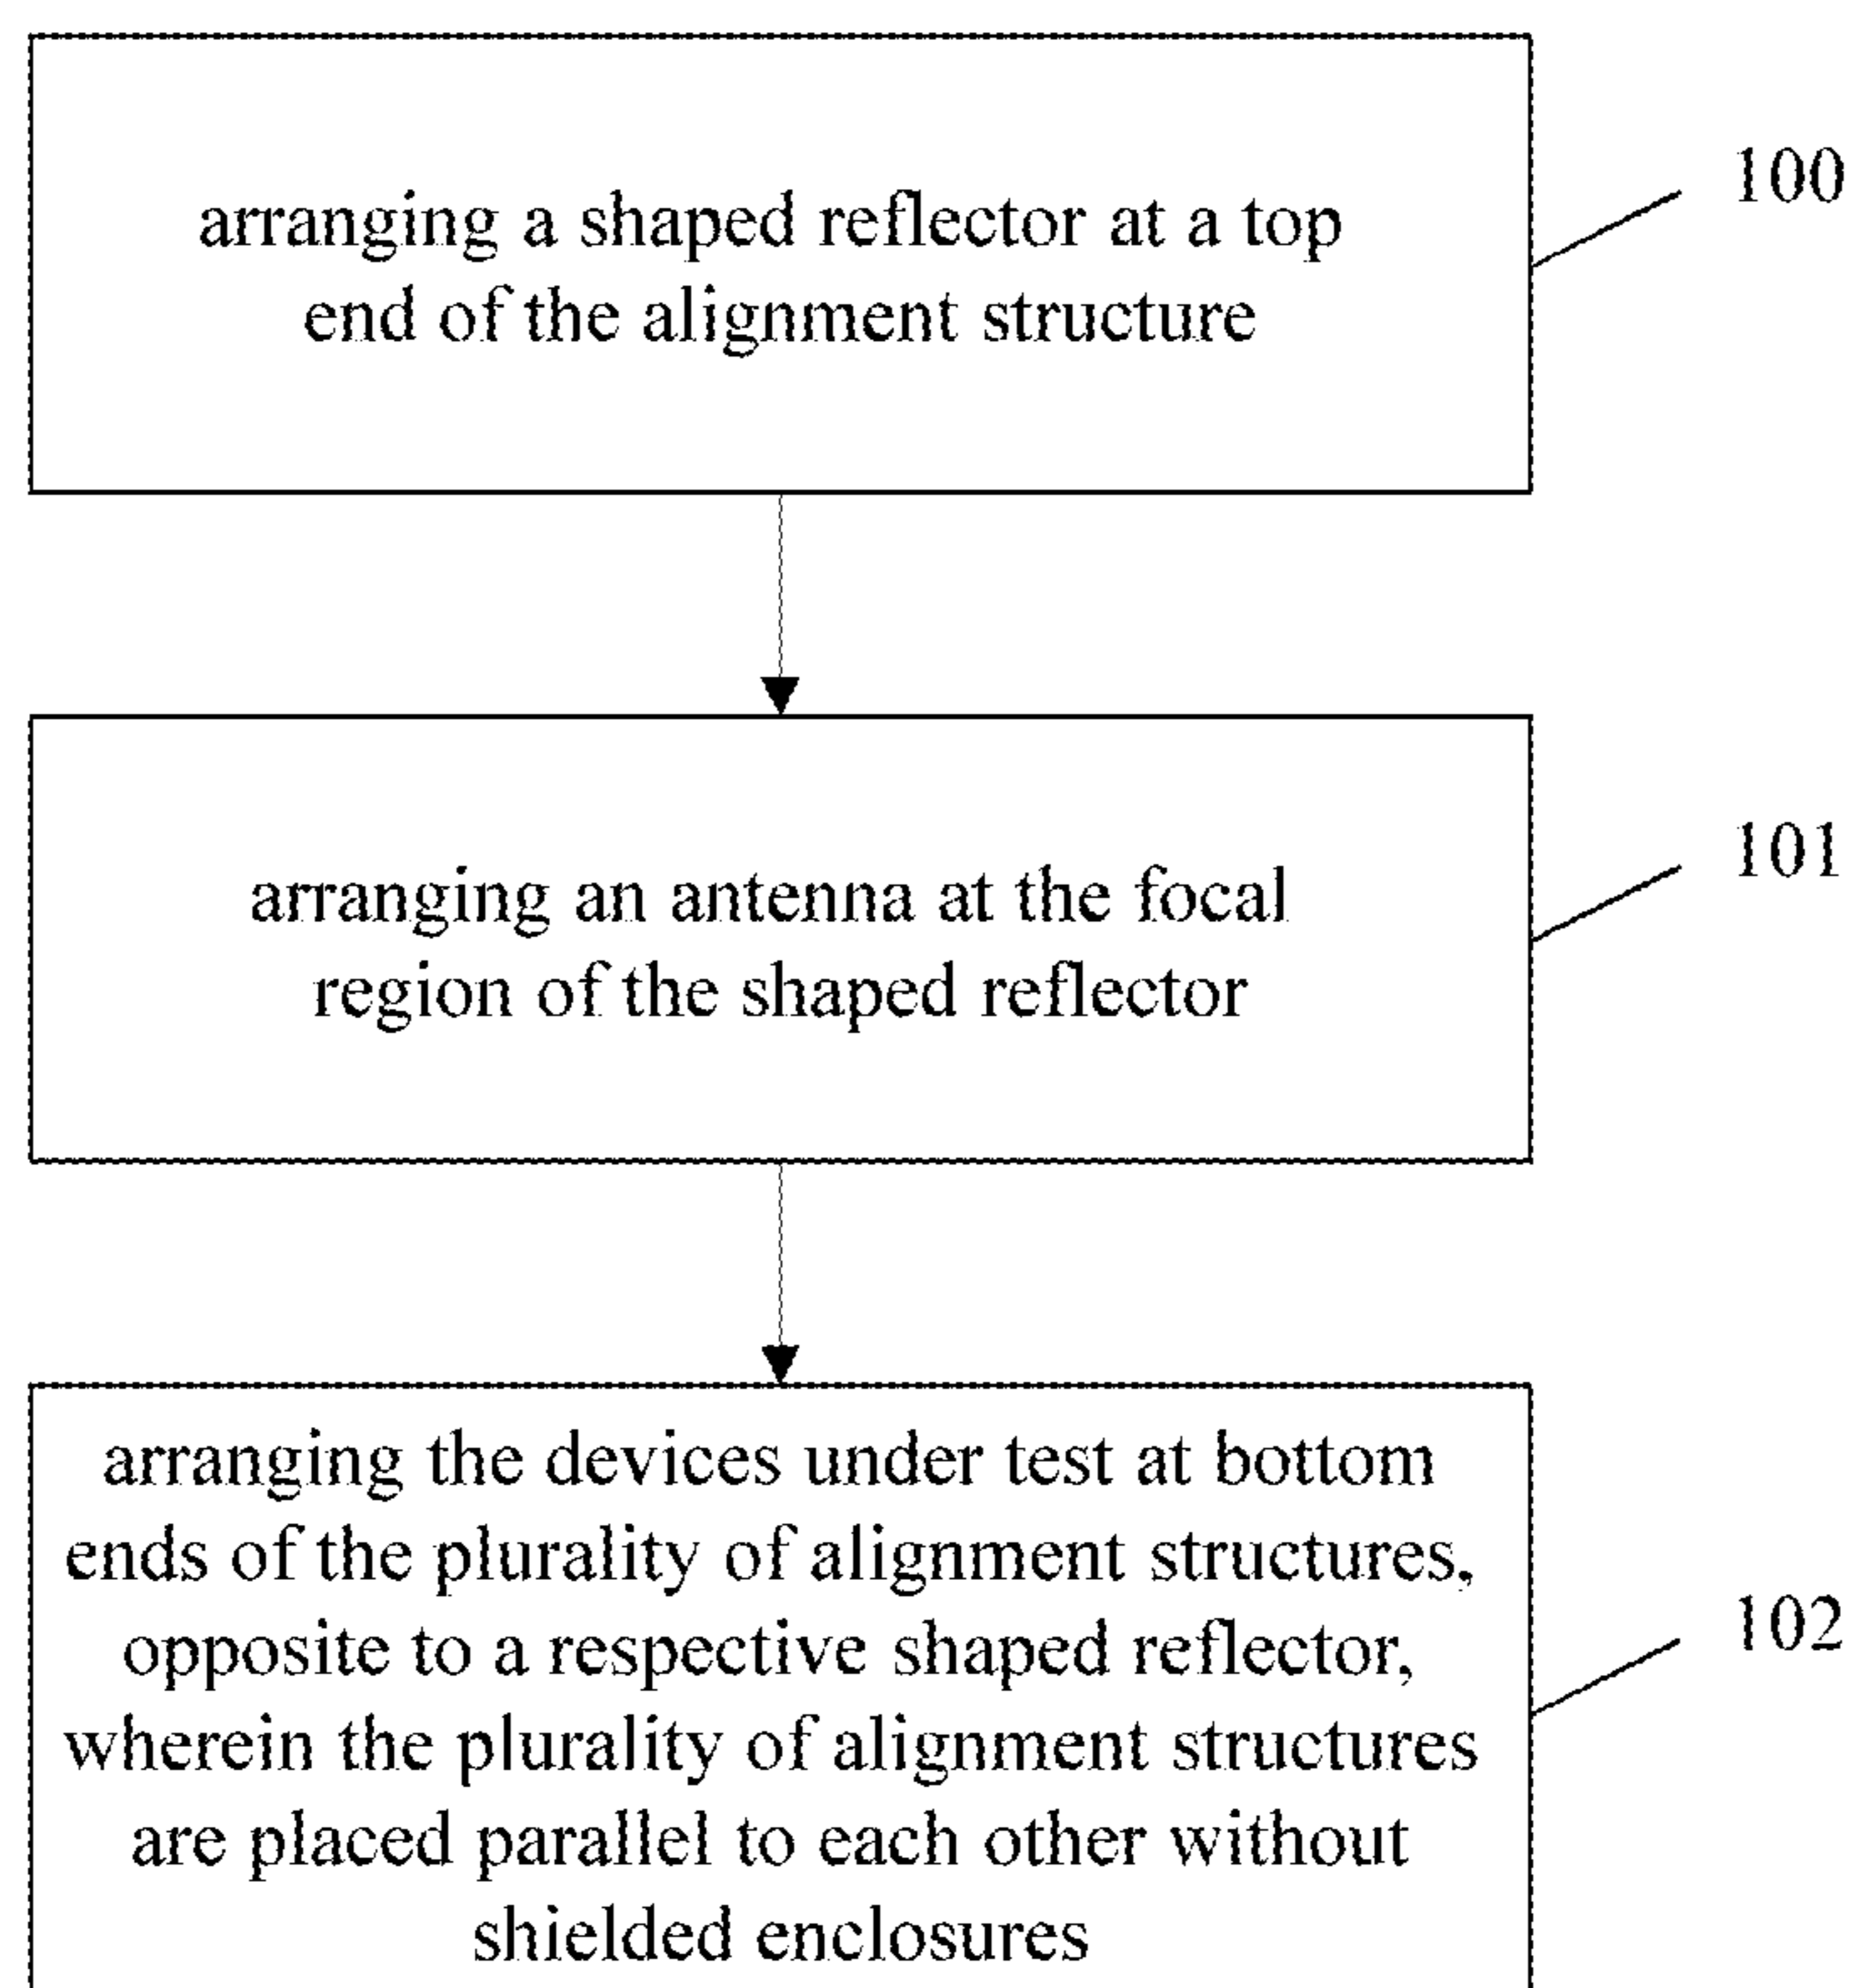 arranging a shaped reflector at a top
end of the alignment structure
100
arranging an antenna at the focal
region of the shaped reflector
101
arranging the devices under test at bottom
ends of the plurality of alignment structures,
opposite to a respective shaped reflector,
wherein the plurality of alignment structures
are placed parallel to each other without
shielded enclosures
102